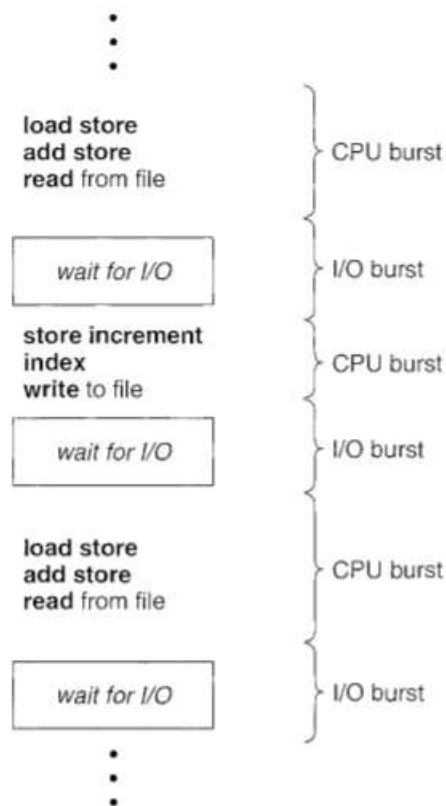 load store
add store
read from file
CPU burst
wait for I/O
I/O burst
store increment
index
write to file
CPU burst
wait for I/O
I/O burst
load store
add store
read from file
CPU burst
wait for I/O
I/O burst